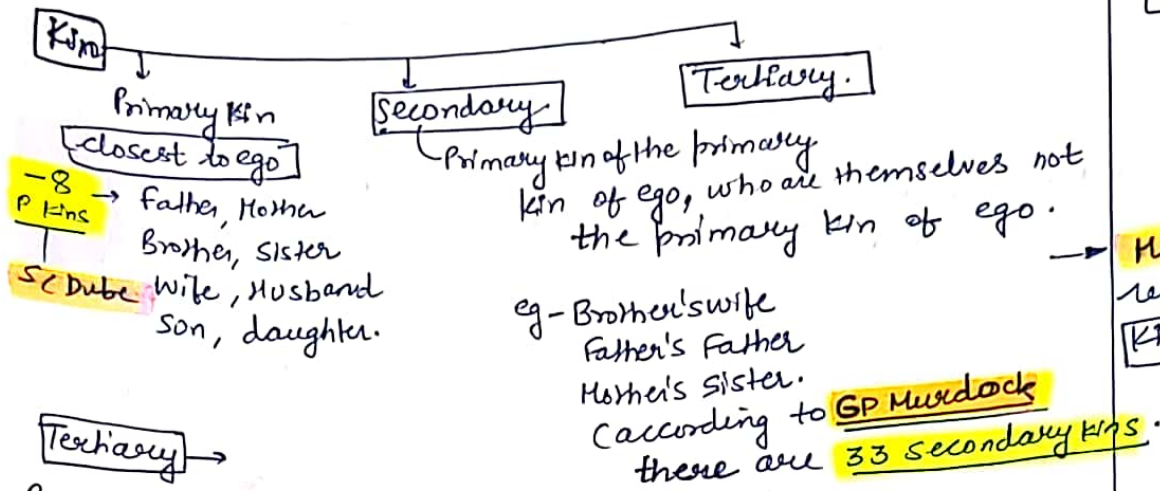 Kind
Primary kin
closest to ego
-8
P kins
SC Dube
→ Father, Mother
Brother, Sister
Wife, Husband
Son, daughter.
Secondary
Primary kin of the primary
kin of ego, who are themselves not
the primary kin of ego.
eg - Brother's wife
Father's Father
Mother's Sister.
(according to GP Murdock
there are 33 secondary kins.
Tertiary.
Tertiary →